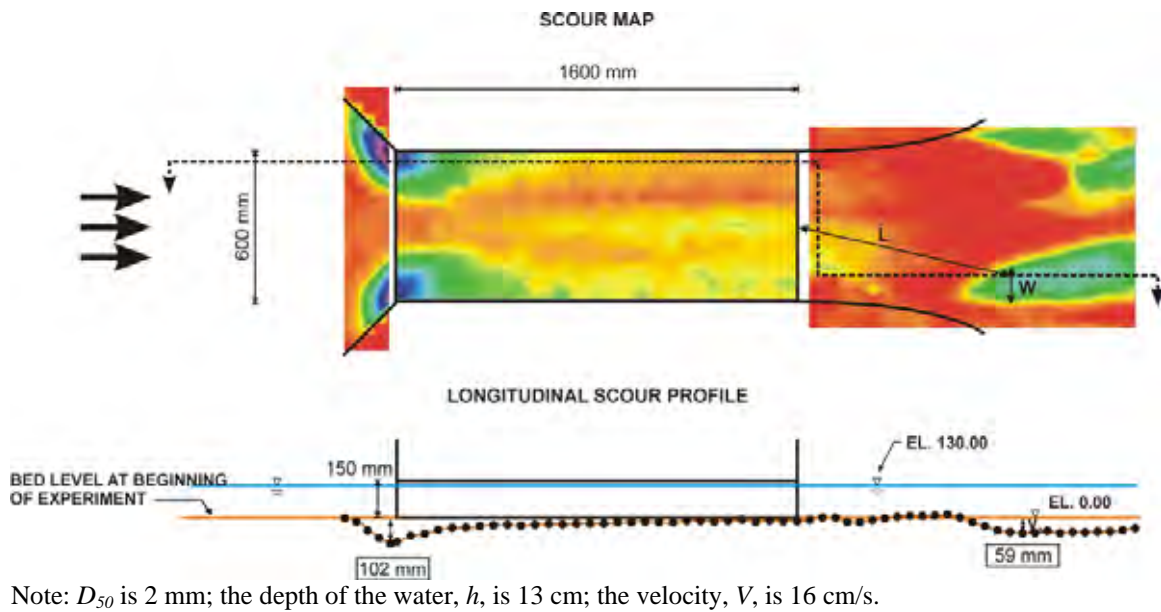 SCOUR MAP
1600 mm
600 mm
L
W
LONGITUDINAL SCOUR PROFILE
EL. 130.00
150 mm
BED LEVEL AT BEGINNING
OF EXPERIMENT
EL. 0.00
102 mm
59 mm
Note: D50 is 2 mm; the depth of the water, h, is 13 cm; the velocity, V, is 16 cm/s.